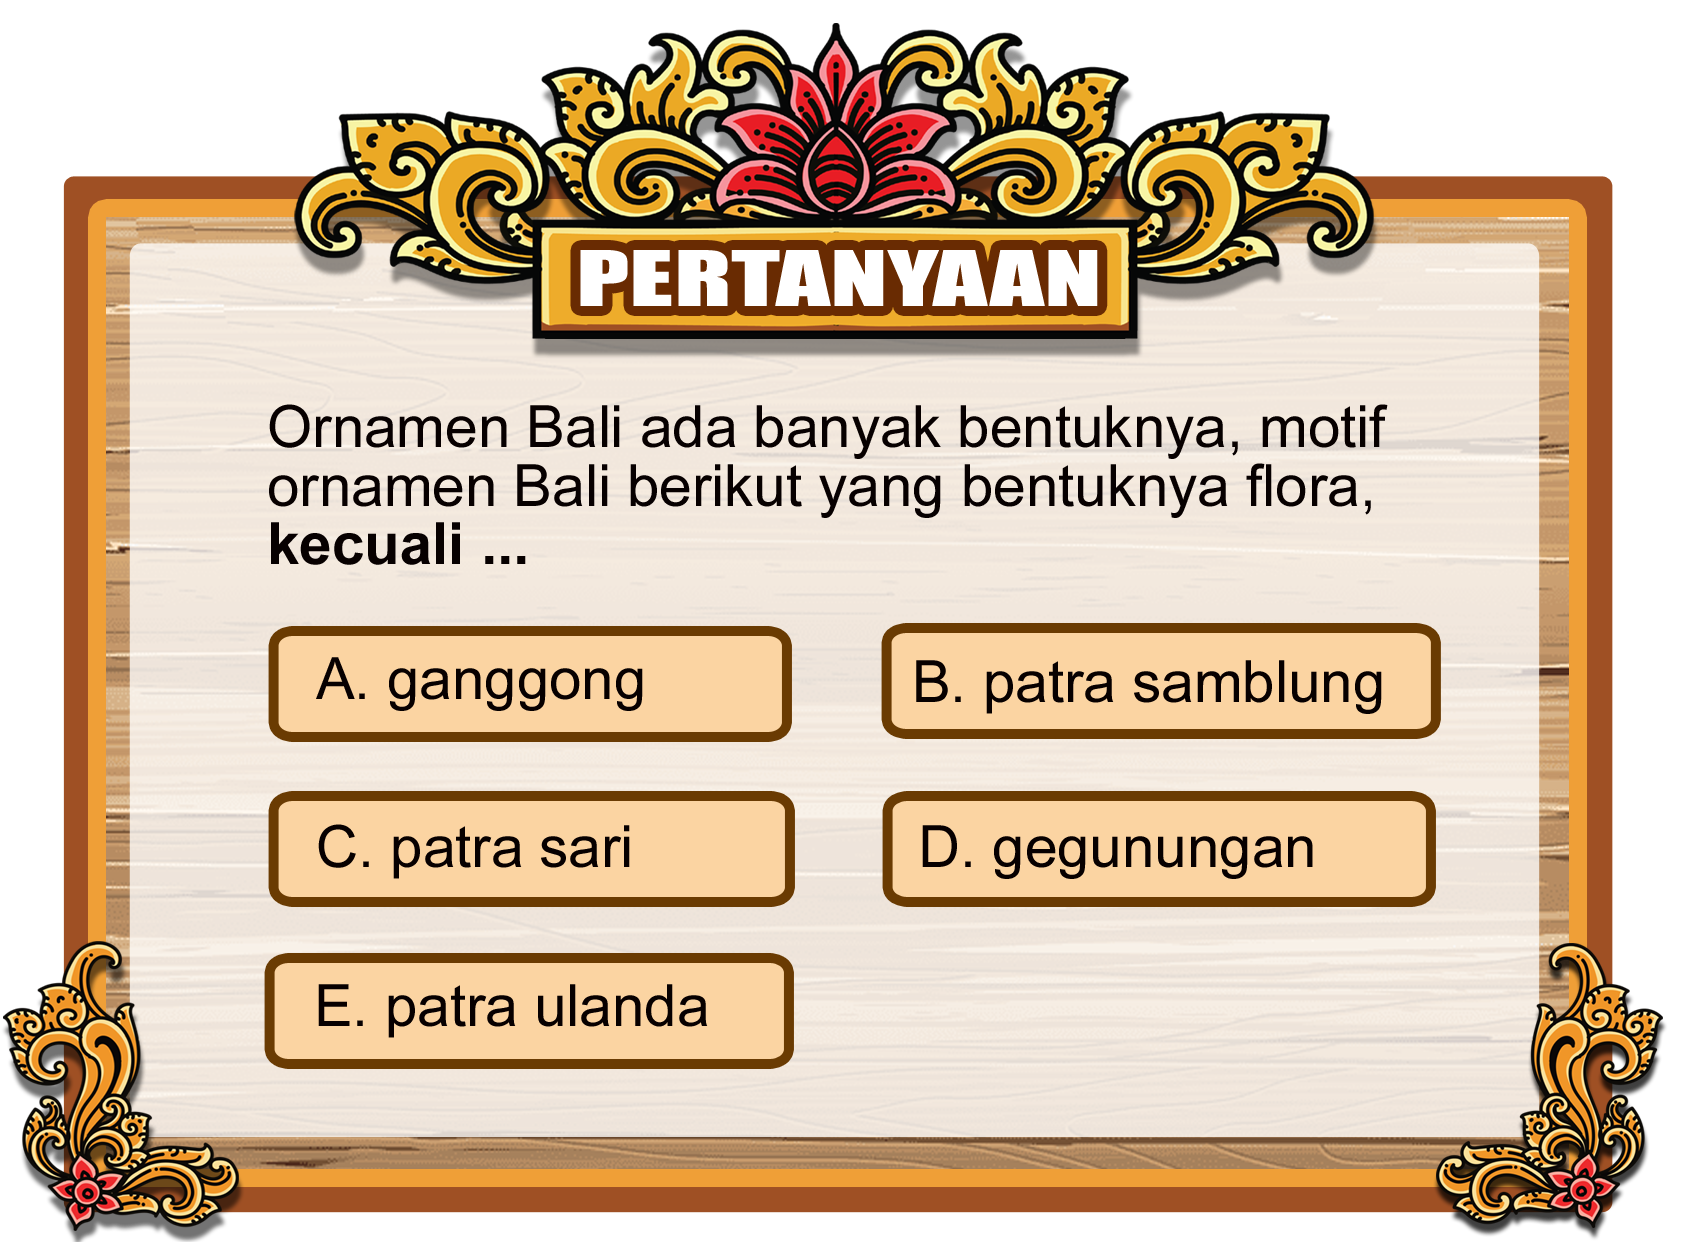 PERTANYAAN
Ornamen Bali ada banyak bentuknya, motif
ornamen Bali berikut yang bentuknya flora,
kecuali ...
A. ganggong
B. patra samblung
C. patra sari
D. gegunungan
E. patra ulanda